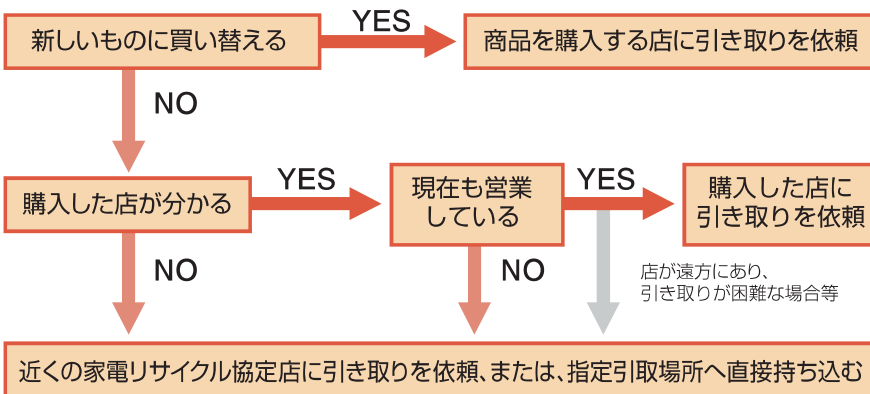 新しいものに買い替える
YES
商品を購入する店に引き取りを依頼
NO
購入した店が分かる
YES
現在も営業
している
YES
購入した店に
引き取りを依頼
NO
NO
店が遠方にあり、
引き取りが困難な場合等
近くの家電リサイクル協定店に引き取りを依頼、または、指定引取場所へ直接持ち込む